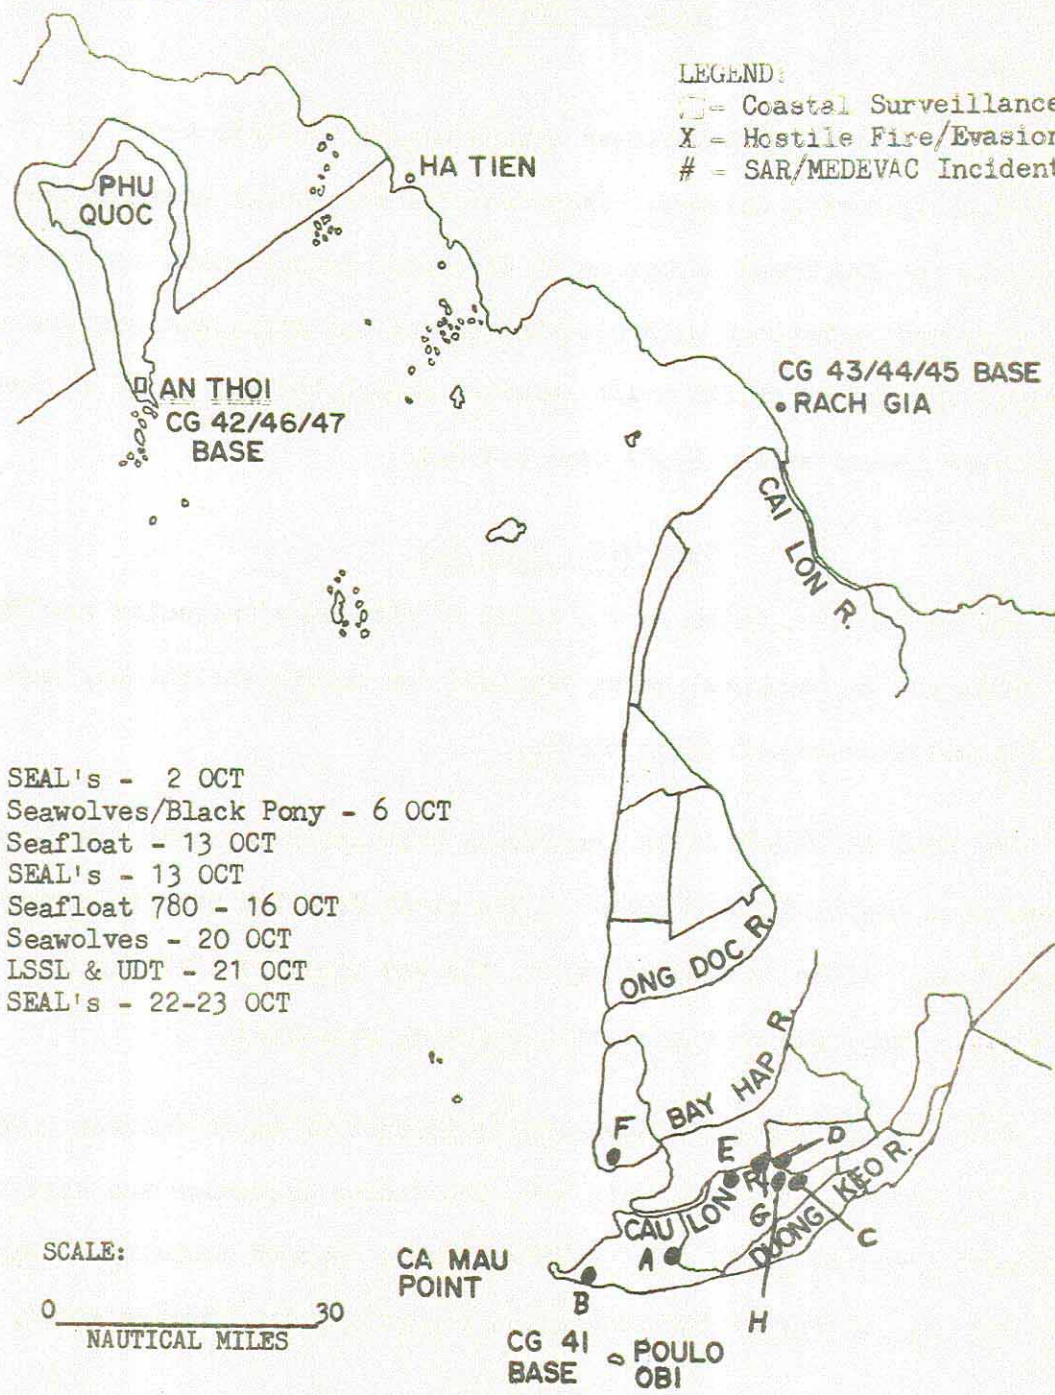 LEGEND:
= Coastal Surveillance
X = Hostile Fire/Evasion
# = SAR/MEDEVAC Incident
HA TIEN
PHU
QUOC
AN THOI
CG 42/46/47
BASE
CG 43/44/45 BASE
RACH GIA
CAI LON R.
SEAL's - 2 OCT
Seawolves/Black Pony - 6 OCT
Seafloat - 13 OCT
SEAL's - 13 OCT
Seafloat 780 - 16 OCT
Seawolves - 20 OCT
LSSL & UDT - 21 OCT
SEAL's - 22-23 OCT
ONG DOC R.
BAY HAP R.
F
E
D
CAU LON R.
G
DUONG KEO R.
C
A
B
H
SCALE:
0 30
NAUTICAL MILES
CA MAU
POINT
CG 41
BASE
POULO
OBI